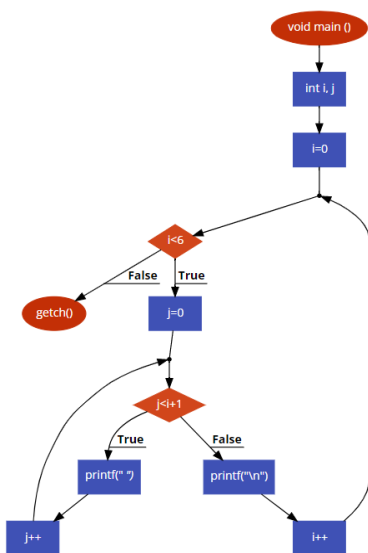 void main ()
int i, j
i=0
i<6
False
True
getch()
j=0
j<i+1
True
False
printf(" ")
printf("\n")
j++
i++